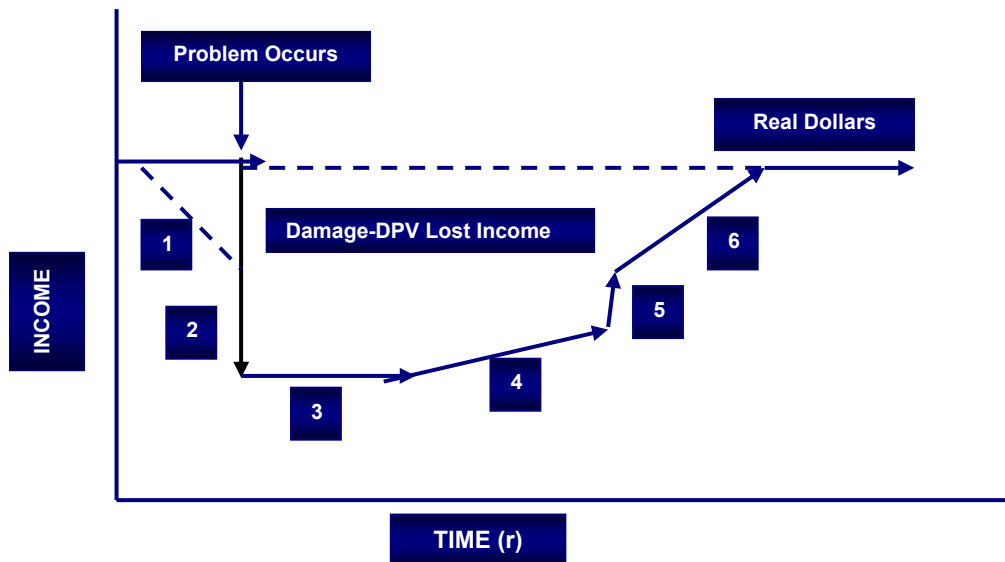 Problem Occurs
Real Dollars
Damage-DPV Lost Income
1
6
INCOME
2
5
3
4
TIME (r)